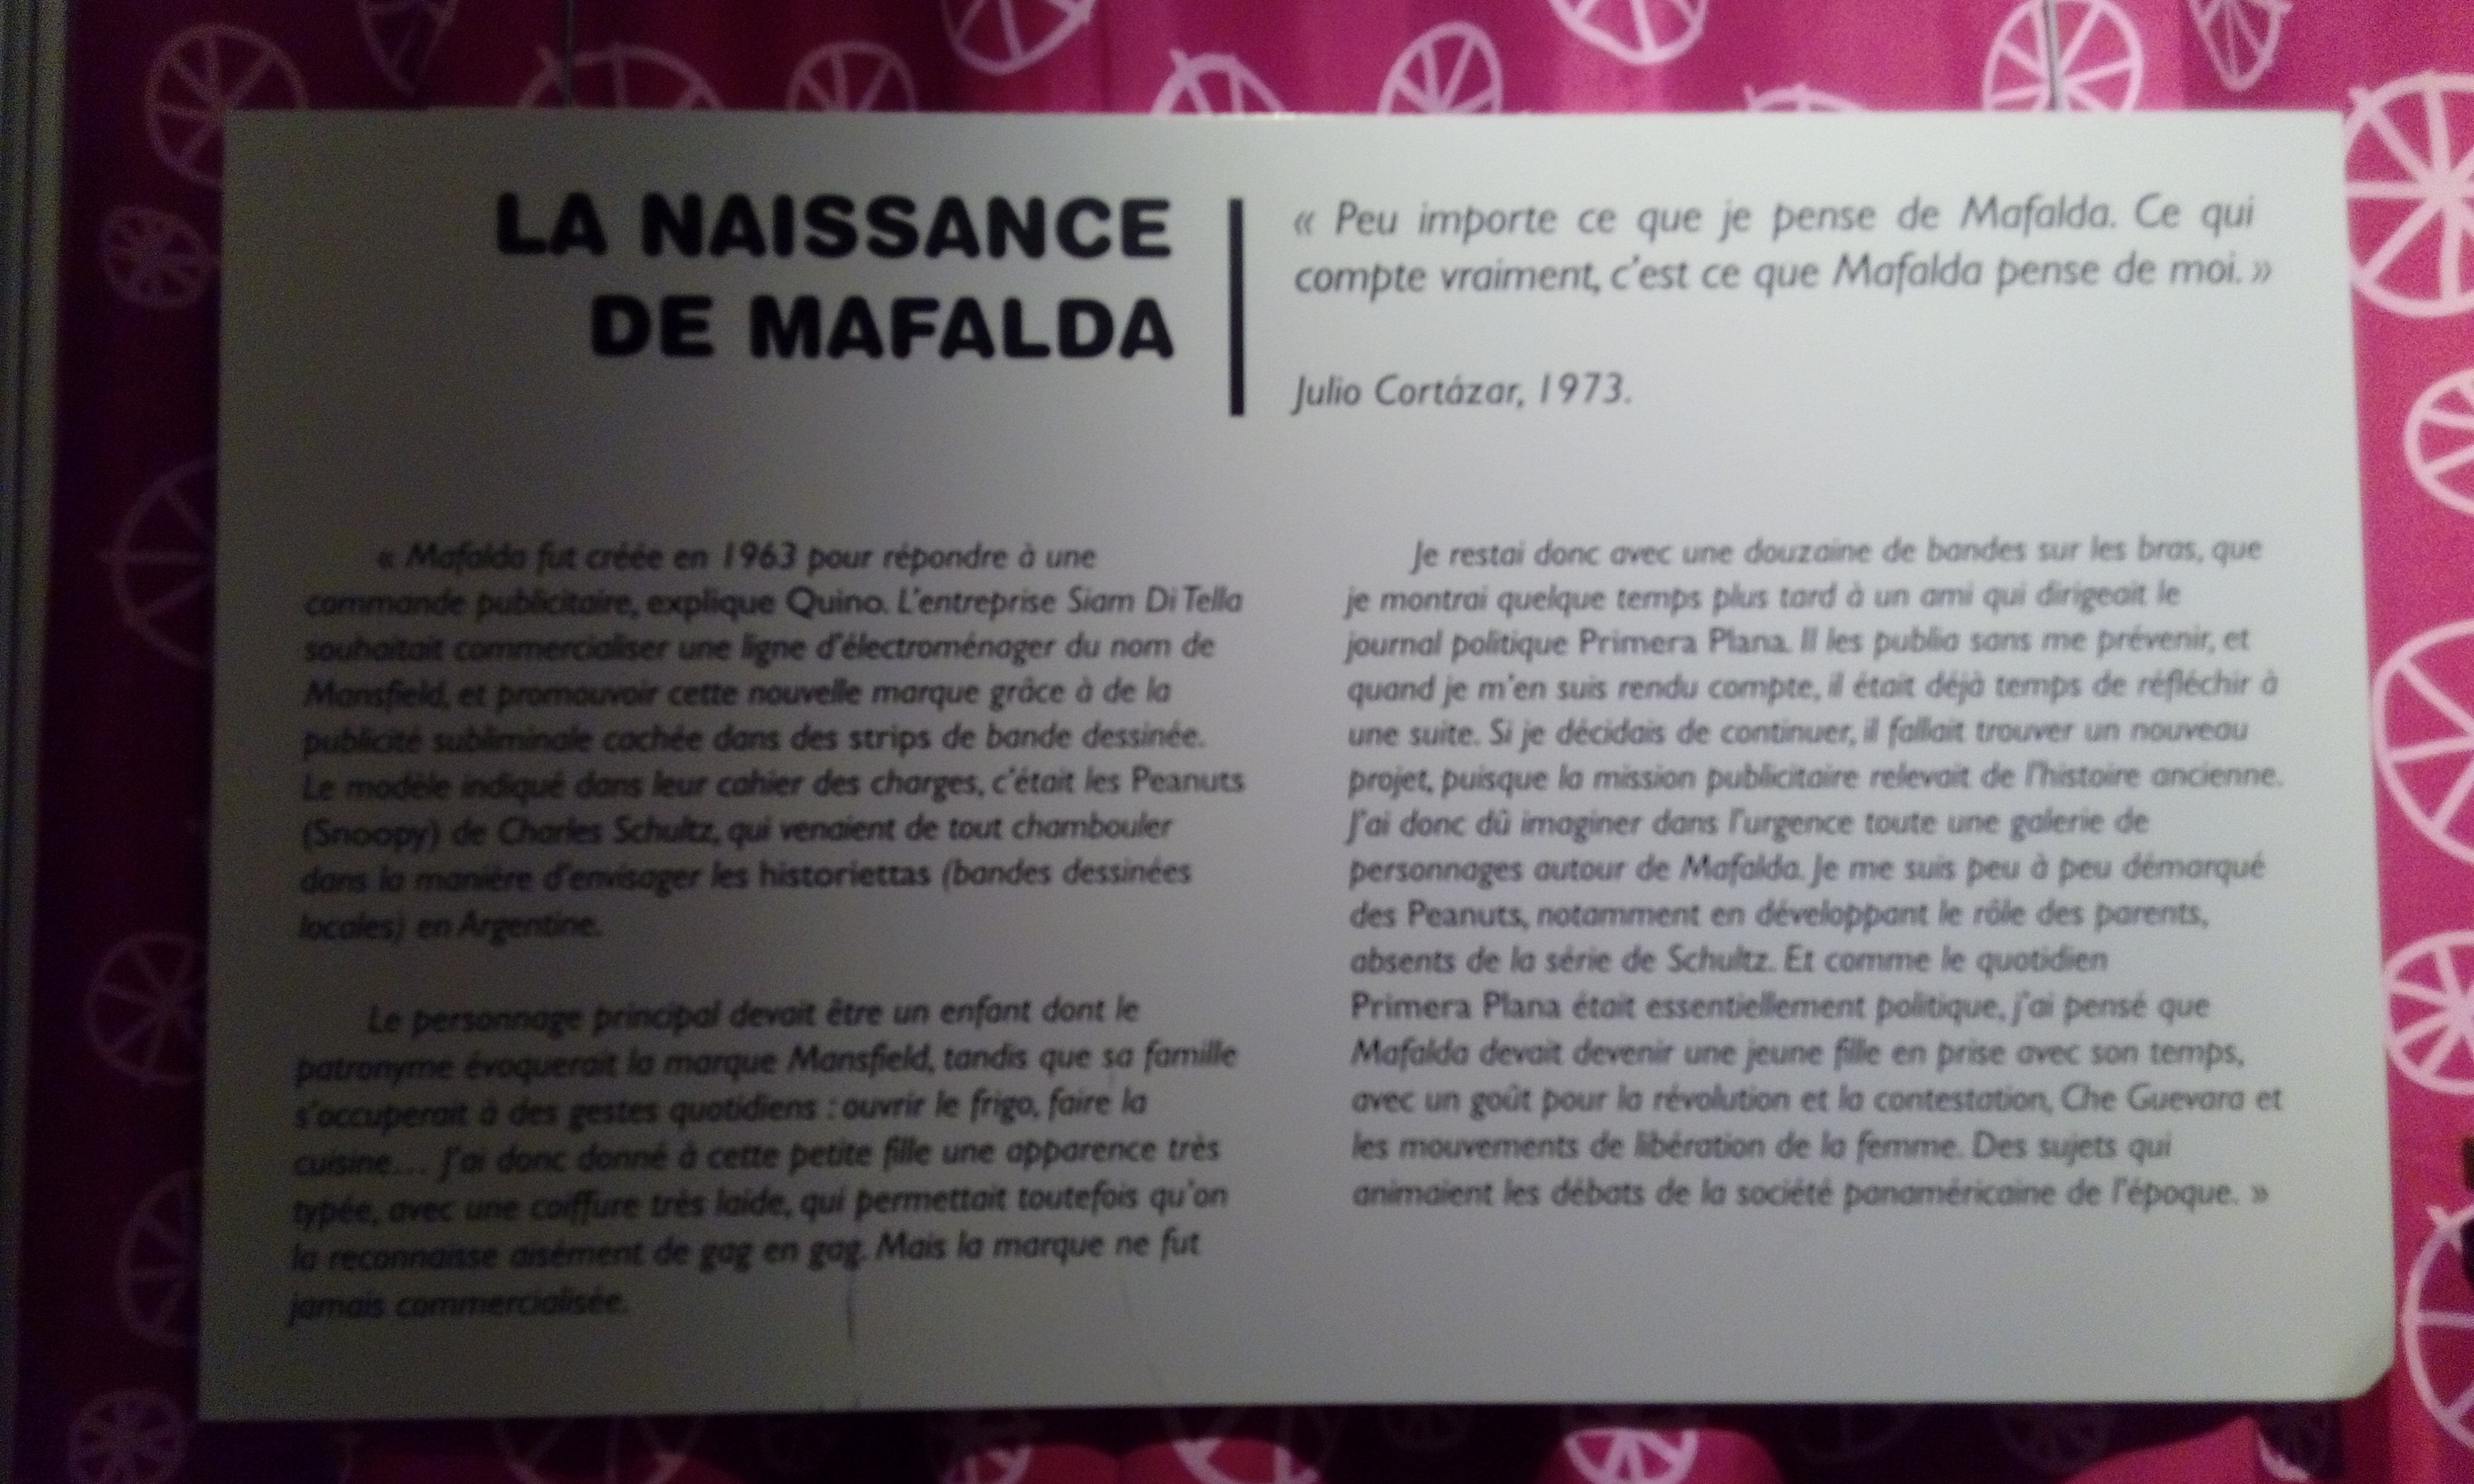 LA NAISSANCE
DE MAFALDA
« Peu importe ce que je pense de Mafalda. Ce qui
compte vraiment, c'est ce que Mafalda pense de moi. »
Julio Cortázar, 1973.
« Mafalda fut créée en 1963 pour répondre à une
commande publicitaire, explique Quino. L'entreprise Siam Di Tella
souhaitait commercialiser une ligne d'électroménager du nom de
Mansfield, et promouvoir cette nouvelle marque grâce à de la
publicité subliminale cachée dans des strips de bande dessinée.
Le modèle indiqué dans leur cahier des charges, c'était les Peanuts
(Snoopy) de Charles Schultz, qui venaient de tout chambouler
dans la manière d'envisager les historiettas (bandes dessinées
locales) en Argentine.
Le personnage principal devait être un enfant dont le
patronyme évoquerait la marque Mansfield, tandis que sa famille
s'occuperait à des gestes quotidiens : ouvrir le frigo, faire la
cuisine... J'ai donc donné à cette petite fille une apparence très
typée, avec une coiffure très laide, qui permettait toutefois qu'on
la reconnaisse aisément de gag en gag. Mais la marque ne fut
jamais commercialisée.
Je restai donc avec une douzaine de bandes sur les bras, que
je montrai quelque temps plus tard à un ami qui dirigeait le
journal politique Primera Plana. Il les publia sans me prévenir, et
quand je m'en suis rendu compte, il était déjà temps de réfléchir à
une suite. Si je décidais de continuer, il fallait trouver un nouveau
projet, puisque la mission publicitaire relevait de l'histoire ancienne.
J'ai donc dû imaginer dans l'urgence toute une galerie de
personnages autour de Mafalda. Je me suis peu à peu démarqué
des Peanuts, notamment en développant le rôle des parents,
absents de la série de Schultz. Et comme le quotidien
Primera Plana était essentiellement politique, j'ai pensé que
Mafalda devait devenir une jeune fille en prise avec son temps,
avec un goût pour la révolution et la contestation, Che Guevara et
les mouvements de libération de la femme. Des sujets qui
animaient les débats de la société panaméricaine de l'époque. »